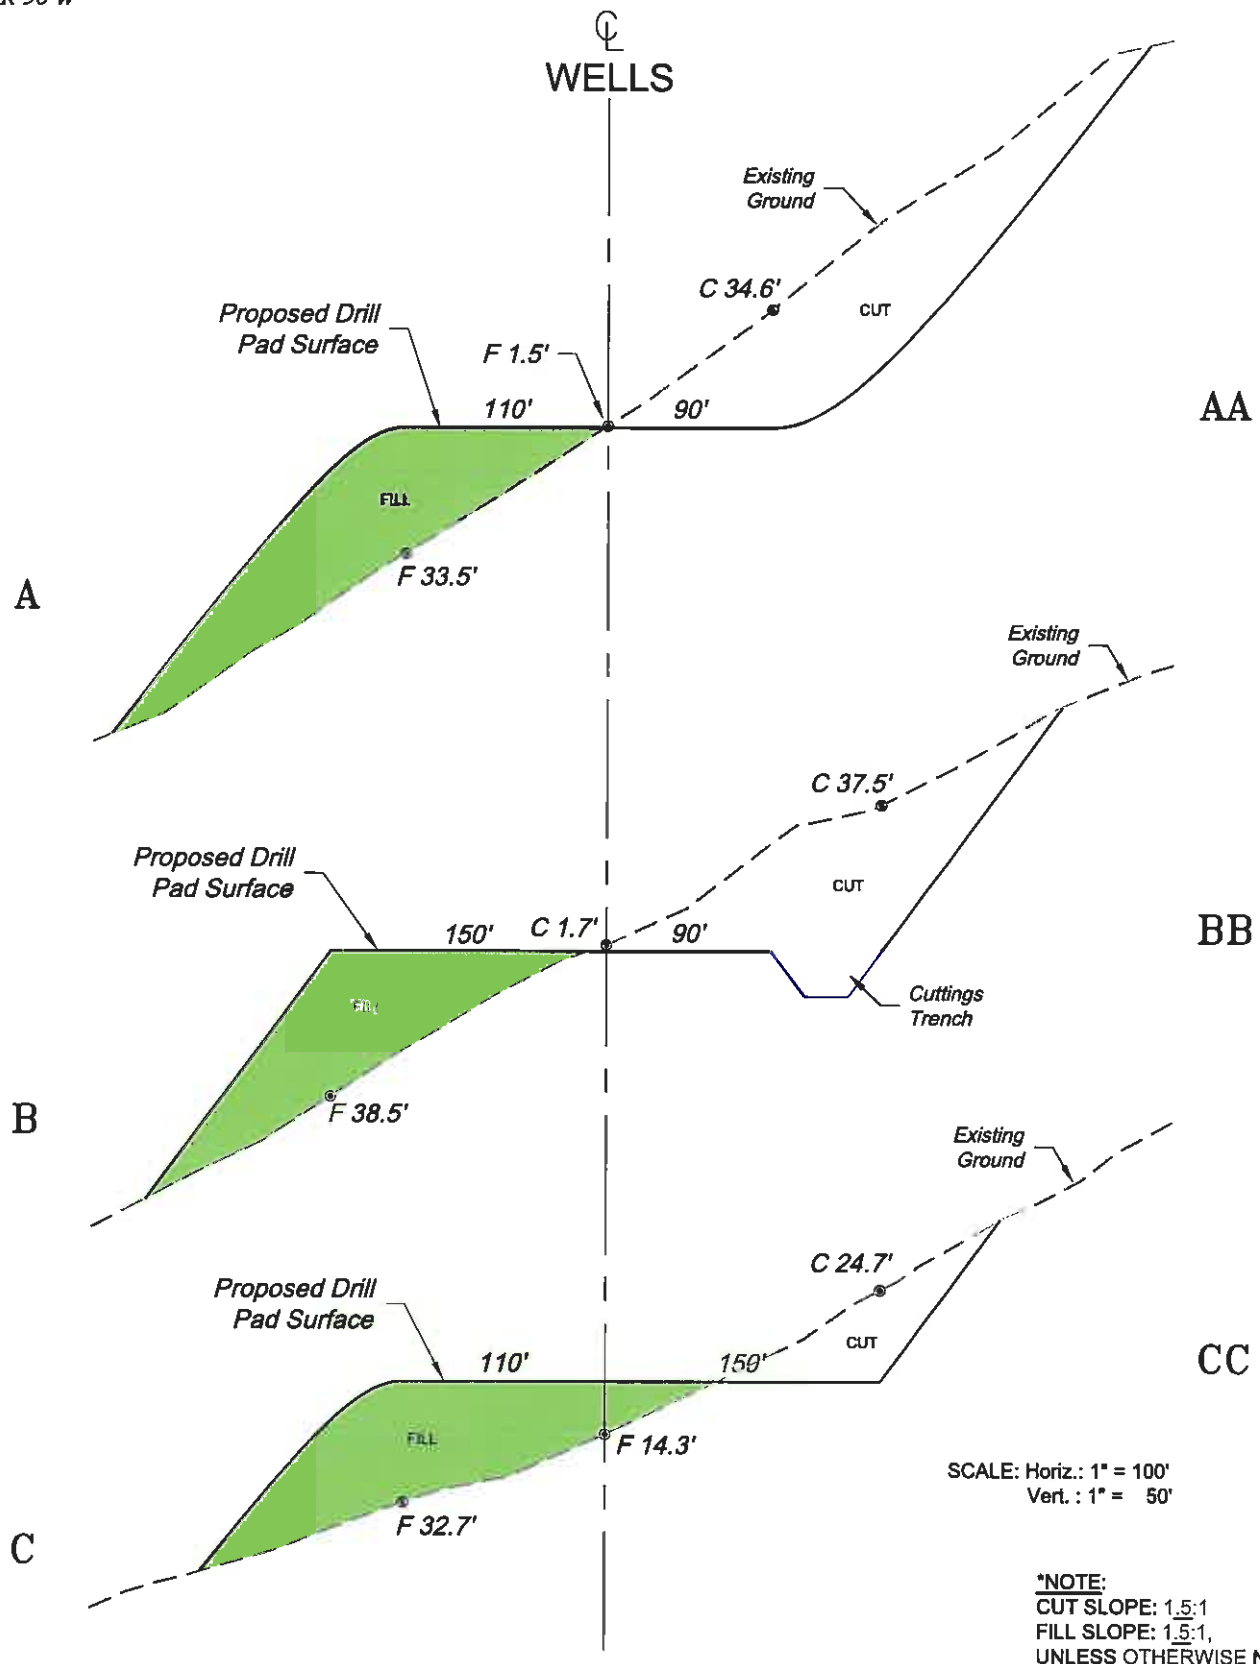 CL
WELLS
Existing
Ground
C 34.6'
CUT
Proposed Drill
Pad Surface
F 1.5'
110'
90'
AA
FILL
F 33.5'
A
Existing
Ground
C 37.5'
CUT
Proposed Drill
Pad Surface
150'
C 1.7'
90'
BB
Cuttings
Trench
F 38.5'
B
Existing
Ground
C 24.7'
CUT
Proposed Drill
Pad Surface
110'
150'
CC
FILL
F 14.3'
F 32.7'
C
SCALE: Horiz.: 1" = 100'
Vert. : 1" = 50'
*NOTE:
CUT SLOPE: 1.5:1
FILL SLOPE: 1.5:1,
UNLESS OTHERWISE